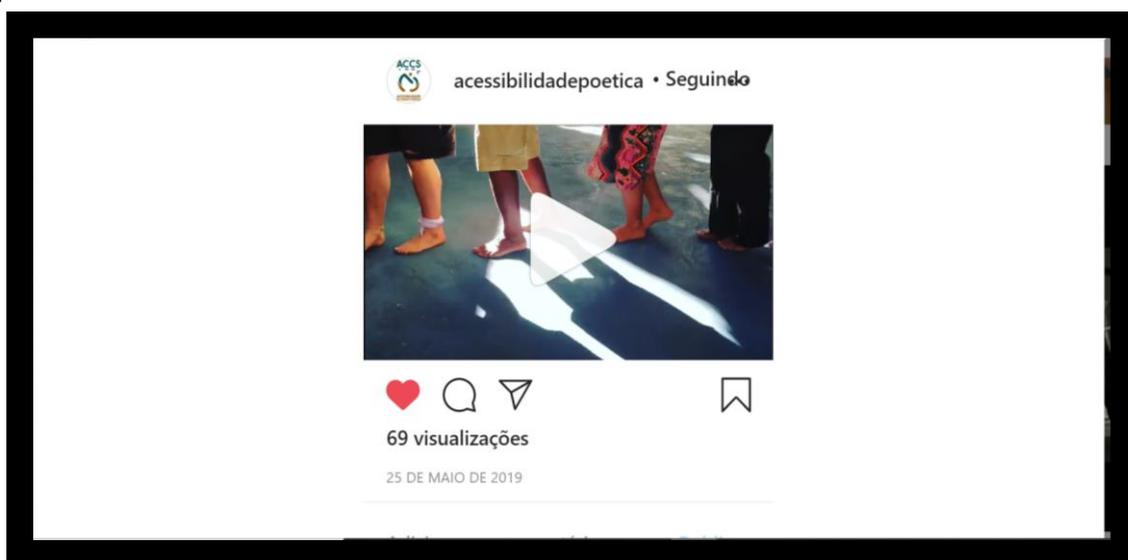 ACCS
acessibilidadepoetica • Seguindo
69 visualizações
25 DE MAIO DE 2019